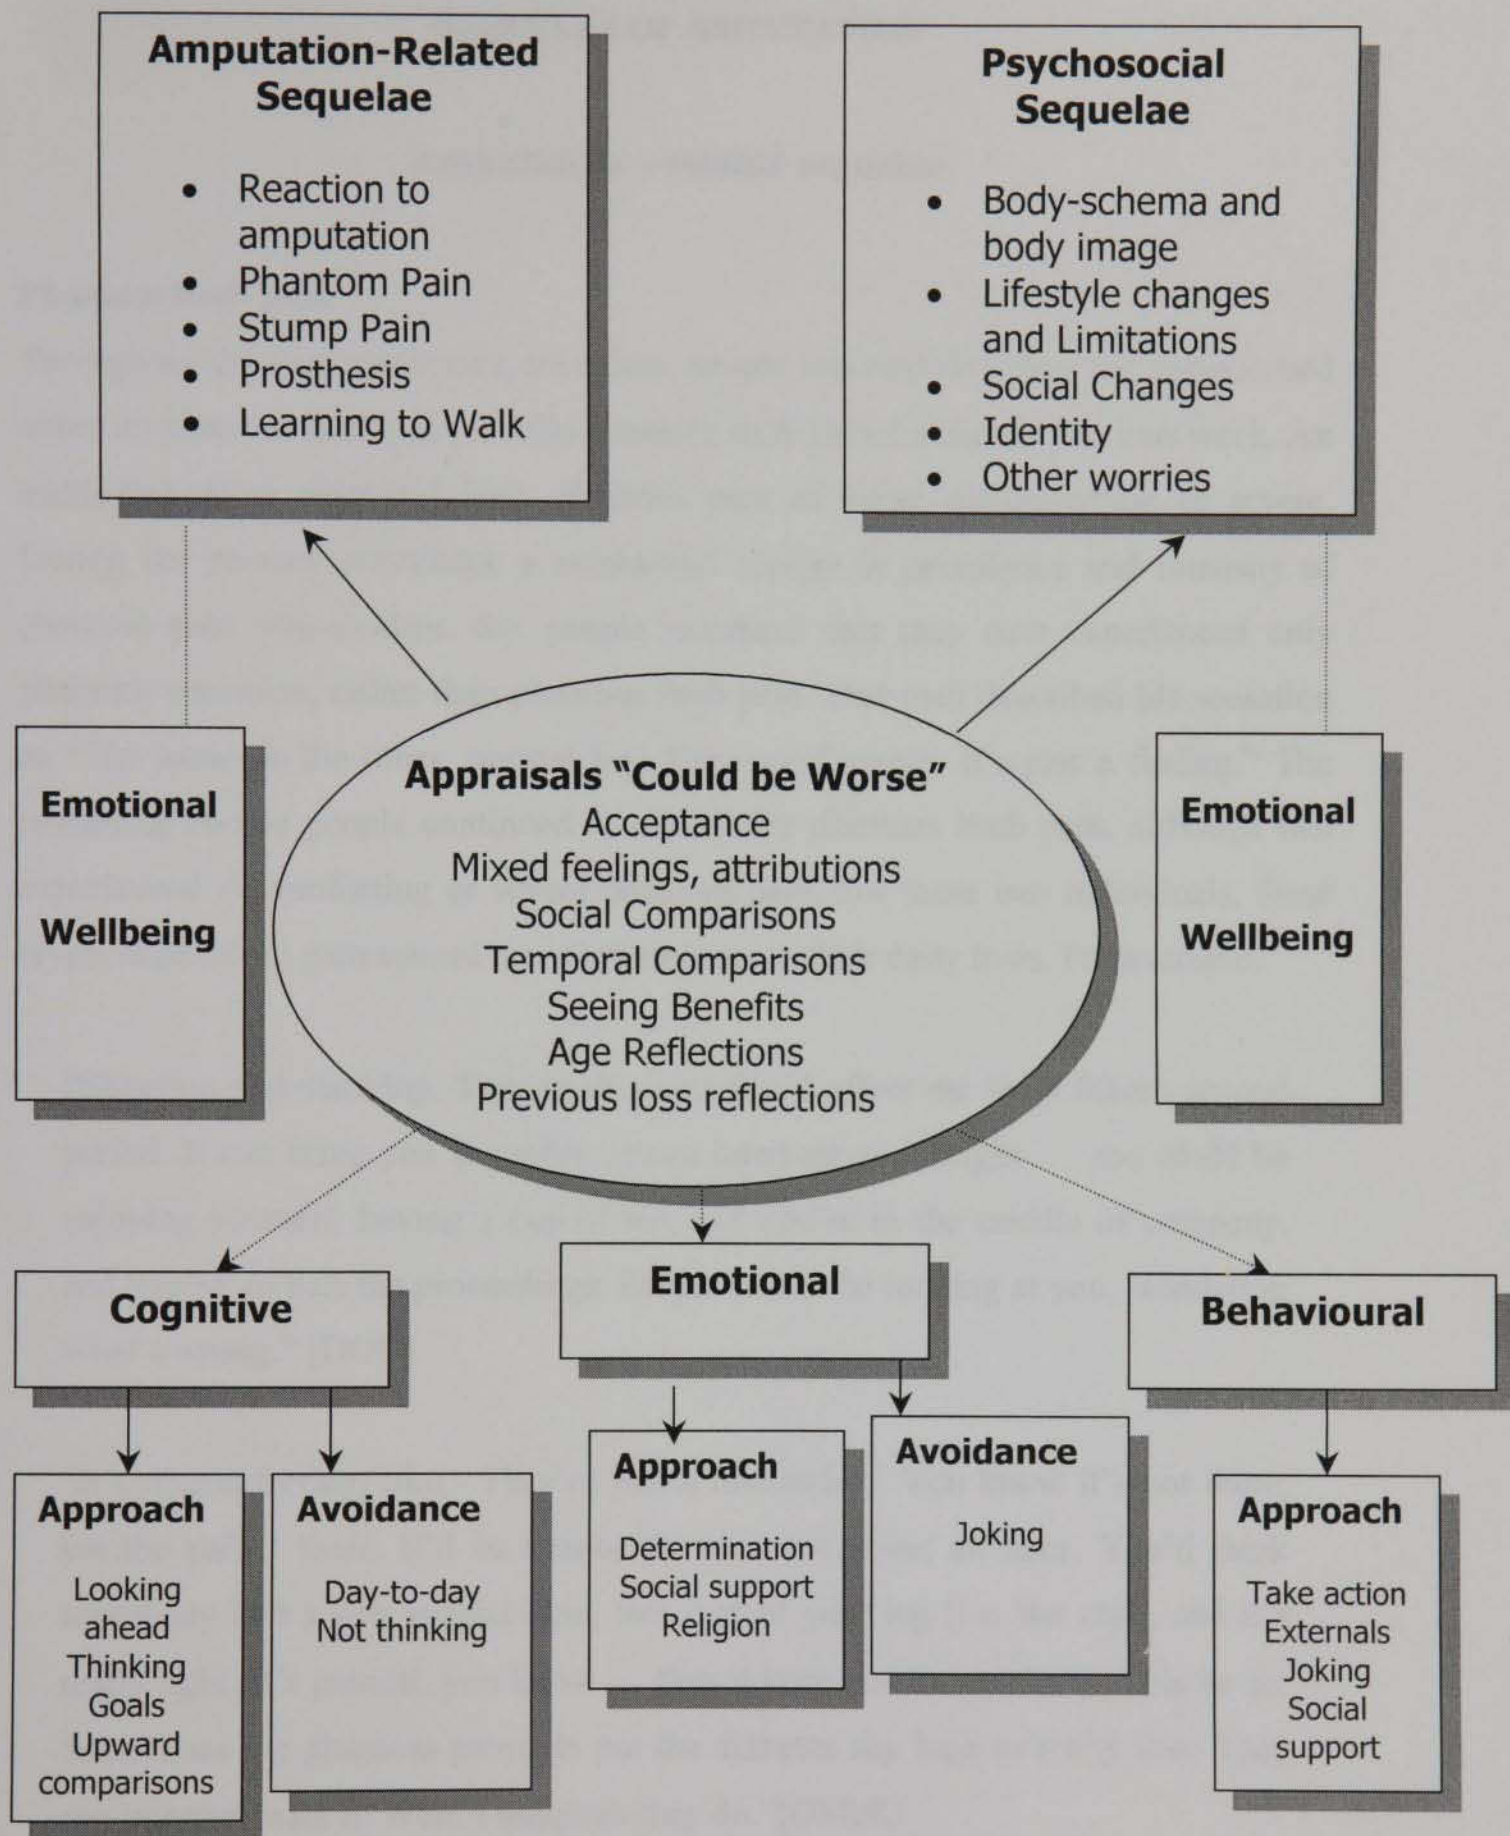 Amputation-Related
Sequelae
• Reaction to
amputation
• Phantom Pain
• Stump Pain
• Prosthesis
• Learning to Walk
Psychosocial
Sequelae
• Body-schema and
body image
• Lifestyle changes
and Limitations
• Social Changes
• Identity
• Other worries
Emotional
Wellbeing
Appraisals “Could be Worse”
Acceptance
Mixed feelings, attributions
Social Comparisons
Temporal Comparisons
Seeing Benefits
Age Reflections
Previous loss reflections
Emotional
Wellbeing
Cognitive
Emotional
Behavioural
Approach
Looking
ahead
Thinking
Goals
Upward
comparisons
Avoidance
Day-to-day
Not thinking
Approach
Determination
Social support
Religion
Avoidance
Joking
Approach
Take action
Externals
Joking
Social
support